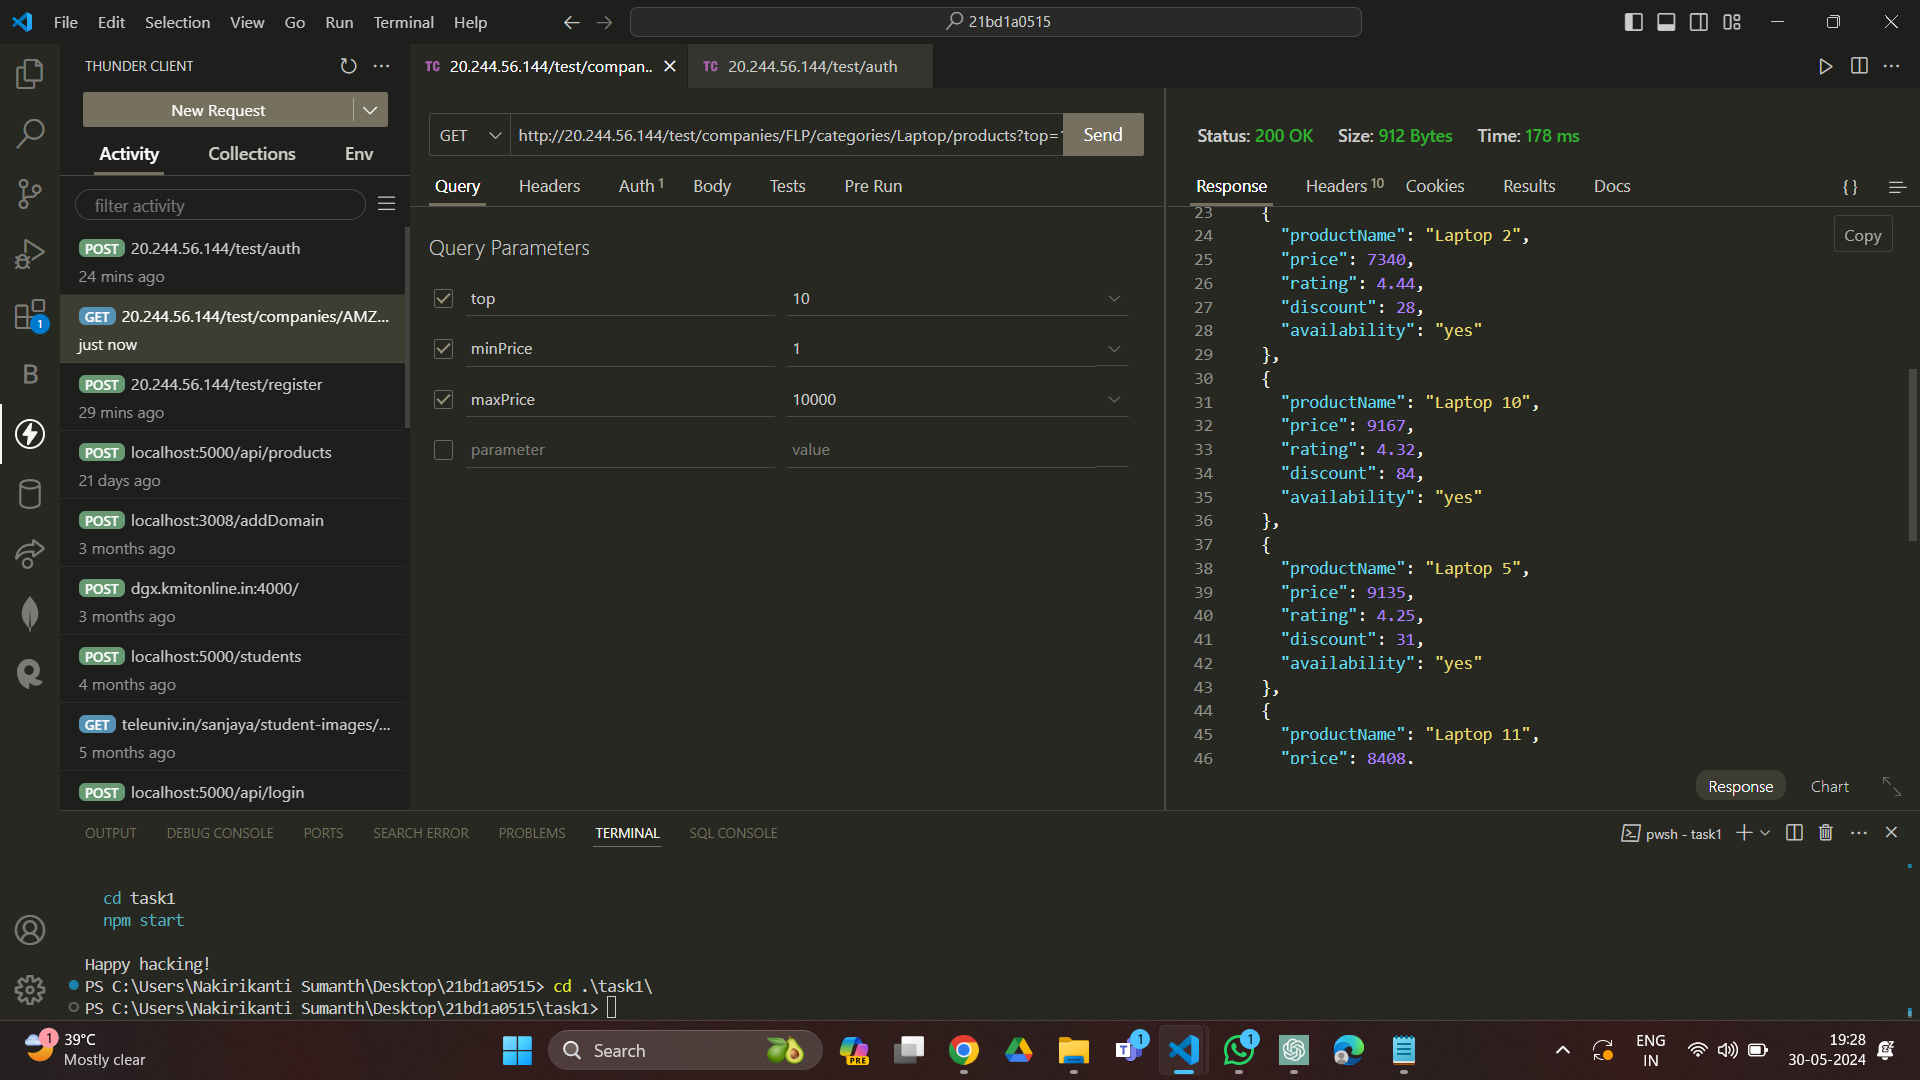 File Edit Selection View Go Run Terminal Help
21bd1a0515
THUNDER CLIENT
New Request
Activity Collections Env
filter activity
POST 20.244.56.144/test/auth
24 mins ago
GET 20.244.56.144/test/companies/AMZ...
just now
POST 20.244.56.144/test/register
29 mins ago
POST localhost:5000/api/products
21 days ago
POST localhost:3008/addDomain
3 months ago
POST dgx.kmitonline.in:4000/
3 months ago
POST localhost:5000/students
4 months ago
GET teleuniv.in/sanjaya/student-images/...
5 months ago
POST localhost:5000/api/login
1
B
TC 20.244.56.144/test/compan..
TC 20.244.56.144/test/auth
GET http://20.244.56.144/test/companies/FLP/categories/Laptop/products?top=1 Send
Query Headers Auth 1 Body Tests Pre Run
Query Parameters
top 10
minPrice 1
maxPrice 10000
parameter value
Status: 200 OK Size: 912 Bytes Time: 178 ms
Response Headers 10 Cookies Results Docs { }
Copy
23 {
24 "productName": "Laptop 2",
25 "price": 7340,
26 "rating": 4.44,
27 "discount": 28,
28 "availability": "yes"
29 },
30 {
31 "productName": "Laptop 10",
32 "price": 9167,
33 "rating": 4.32,
34 "discount": 84,
35 "availability": "yes"
36 },
37 {
38 "productName": "Laptop 5",
39 "price": 9135,
40 "rating": 4.25,
41 "discount": 31,
42 "availability": "yes"
43 },
44 {
45 "productName": "Laptop 11",
46 "price": 8408,
Response Chart
OUTPUT DEBUG CONSOLE PORTS SEARCH ERROR PROBLEMS TERMINAL SQL CONSOLE
pwsh - task1
cd task1
npm start
Happy hacking!
PS C:\Users\Nakirikanti Sumanth\Desktop\21bd1a0515> cd .\task1\
PS C:\Users\Nakirikanti Sumanth\Desktop\21bd1a0515\task1>
1
39°C
Mostly clear
Search
PRE
1
1
ENG
IN
19:28
30-05-2024